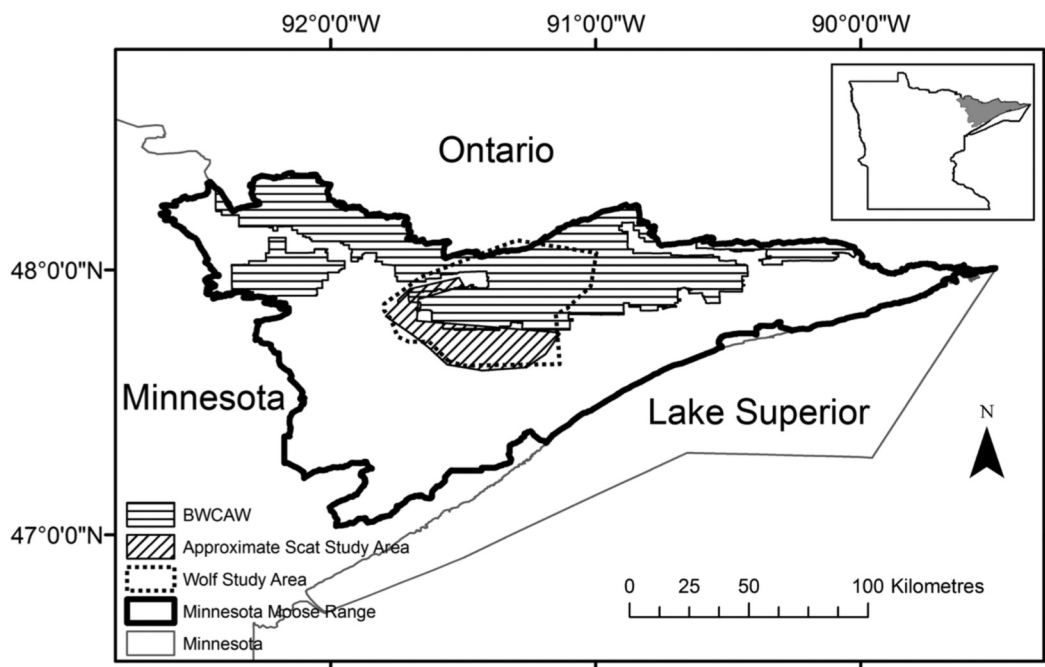 92°0'0"W 91°0'0"W 90°0'0"W
Ontario
48°0'0"N
Minnesota
Lake Superior
N
47°0'0"N
BWCAW
Approximate Scat Study Area
Wolf Study Area
Minnesota Moose Range
Minnesota
0 25 50 100 Kilometres